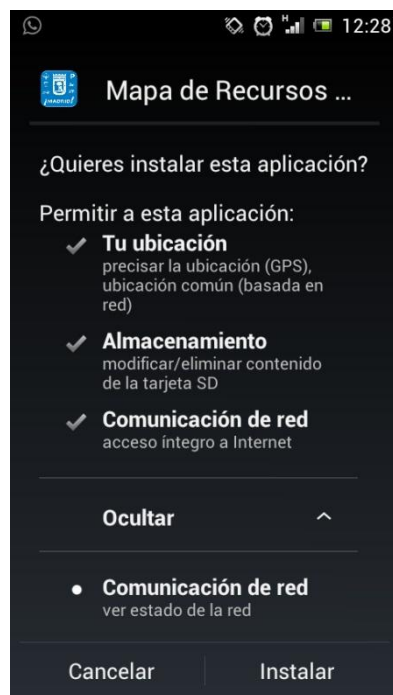 H 12:28
¡MADRID!
Mapa de Recursos ...
¿Quieres instalar esta aplicación?
Permitir a esta aplicación:
Tu ubicación
precisar la ubicación (GPS),
ubicación común (basada en
red)
Almacenamiento
modificar/eliminar contenido
de la tarjeta SD
Comunicación de red
acceso íntegro a Internet
Ocultar
Comunicación de red
ver estado de la red
Cancelar Instalar